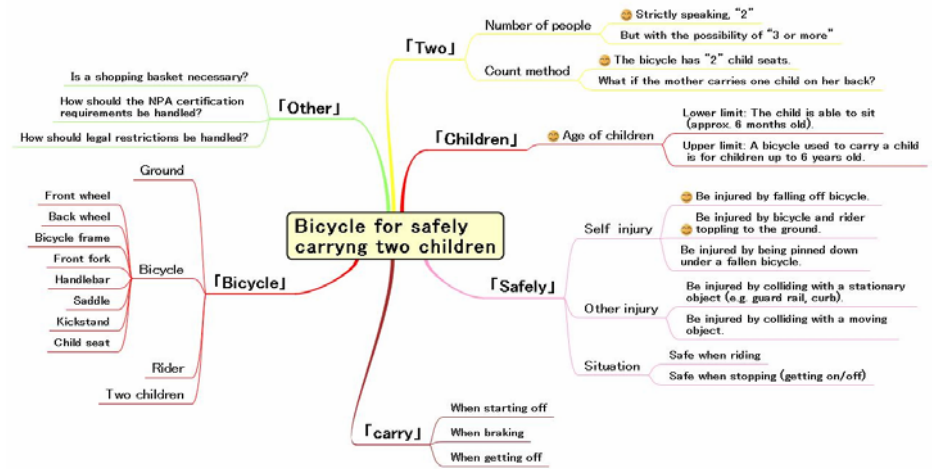 Bicycle for safely
carryng two children
「Two」
Number of people
Strictly speaking, “2”
But with the possibility of “3 or more”
Count method
The bicycle has “2” child seats.
What if the mother carries one child on her back?
「Children」
Age of children
Lower limit: The child is able to sit
(approx. 6 months old).
Upper limit: A bicycle used to carry a child
is for children up to 6 years old.
「Safely」
Self injury
Be injured by falling off bicycle.
Be injured by bicycle and rider
toppling to the ground.
Be injured by being pinned down
under a fallen bicycle.
Other injury
Be injured by colliding with a stationary
object (e.g. guard rail, curb).
Be injured by colliding with a moving
object.
Situation
Safe when riding
Safe when stopping (getting on/off)
「carry」
When starting off
When braking
When getting off
「Bicycle」
Ground
Bicycle
Front wheel
Back wheel
Bicycle frame
Front fork
Handlebar
Saddle
Kickstand
Child seat
Rider
Two children
「Other」
Is a shopping basket necessary?
How should the NPA certification
requirements be handled?
How should legal restrictions be handled?